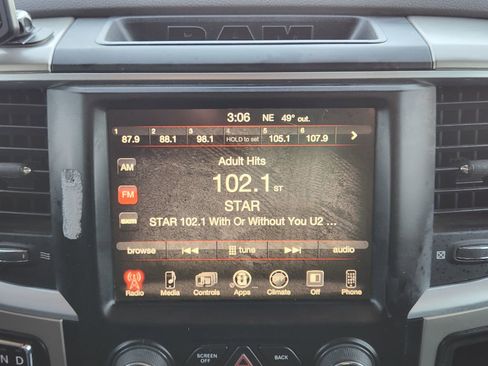 RAM
3:06 NE 49° out.
1 2 3 4 5 6
87.9 88.1 98.1 HOLD to set 105.1 107.9
AM
Adult Hits
FM
102.1 ST
STAR
STAR 102.1 With Or Without You U2 ...
browse tune audio
Radio Media Controls Apps Climate Off Phone
N D
SCREEN OFF
BACK